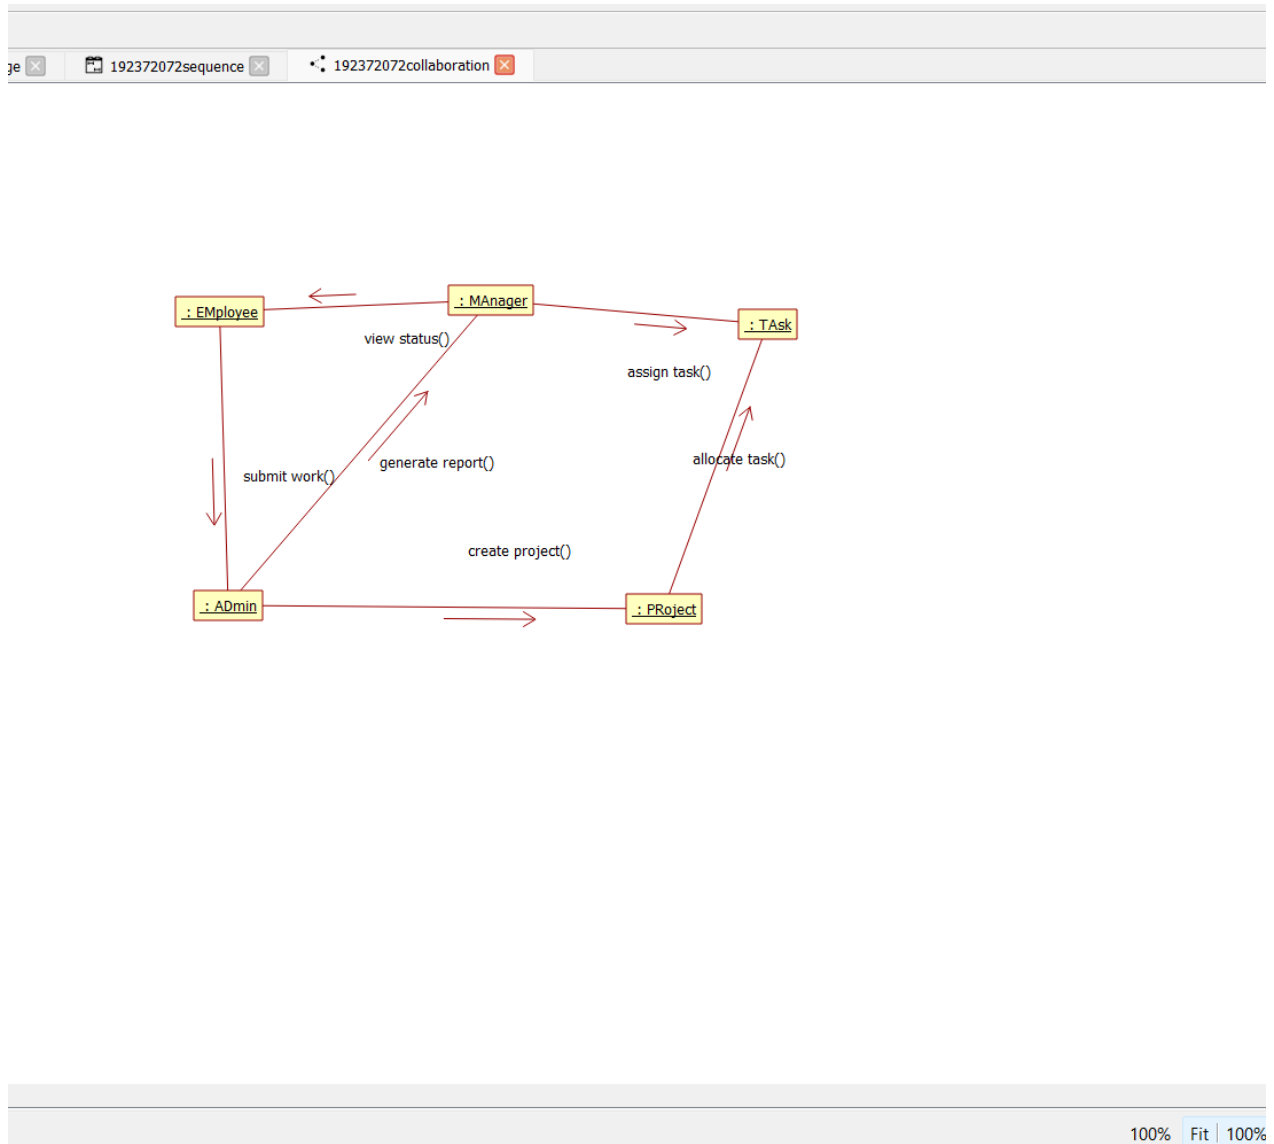 ge
192372072sequence
192372072collaboration
: EMployee
: MAnager
: TAsk
view status()
assign task()
submit work()
generate report()
allocate task()
create project()
: ADmin
: PRoject
100% Fit 100%